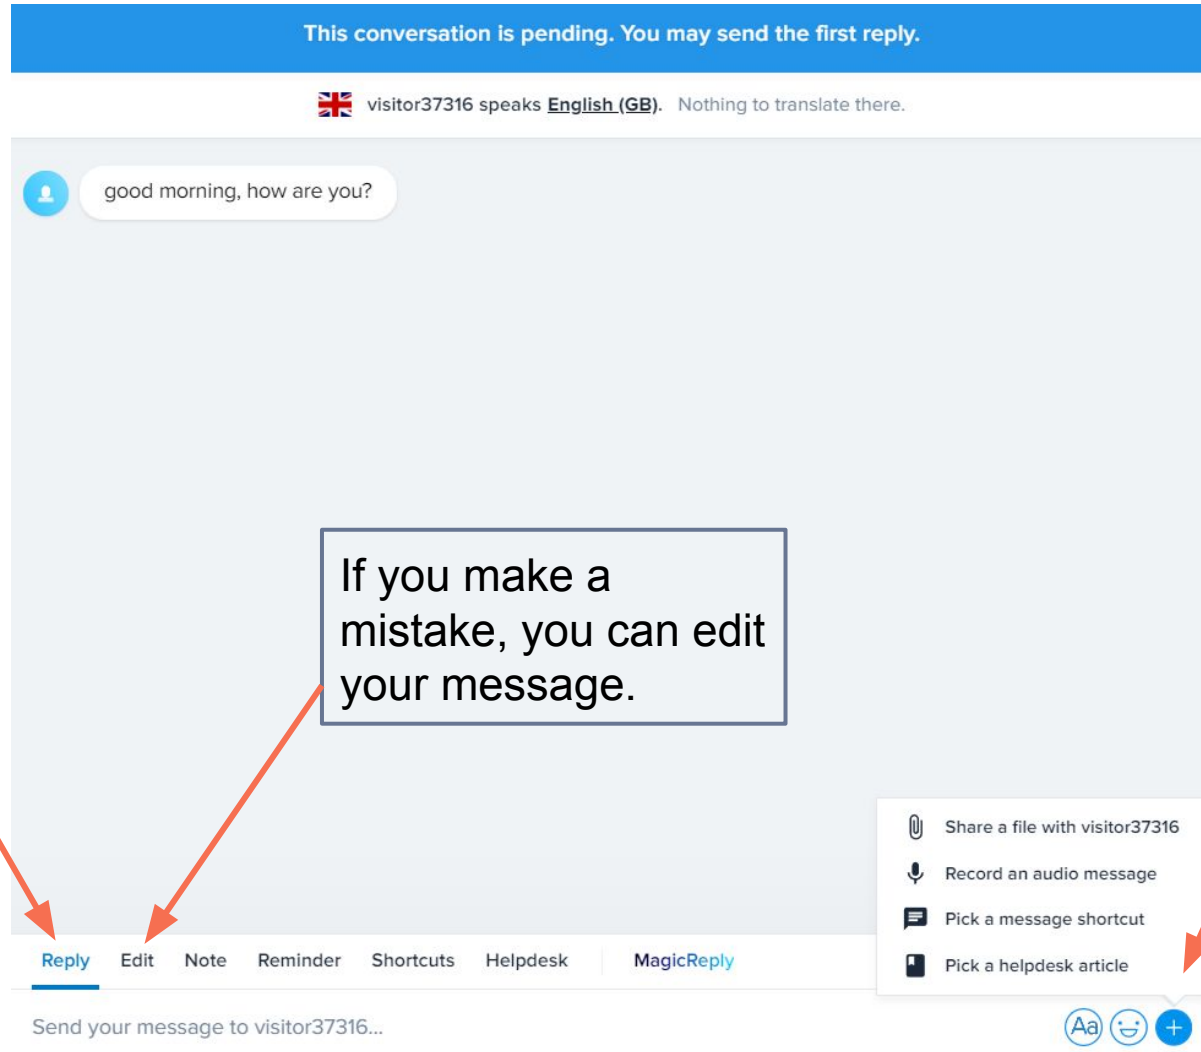 This conversation is pending. You may send the first reply.
visitor37316 speaks English (GB). Nothing to translate there.
good morning, how are you?
If you make a
mistake, you can edit
your message.
Share a file with visitor37316
Record an audio message
Pick a message shortcut
Pick a helpdesk article
Reply Edit Note Reminder Shortcuts Helpdesk MagicReply
Send your message to visitor37316...
Aa